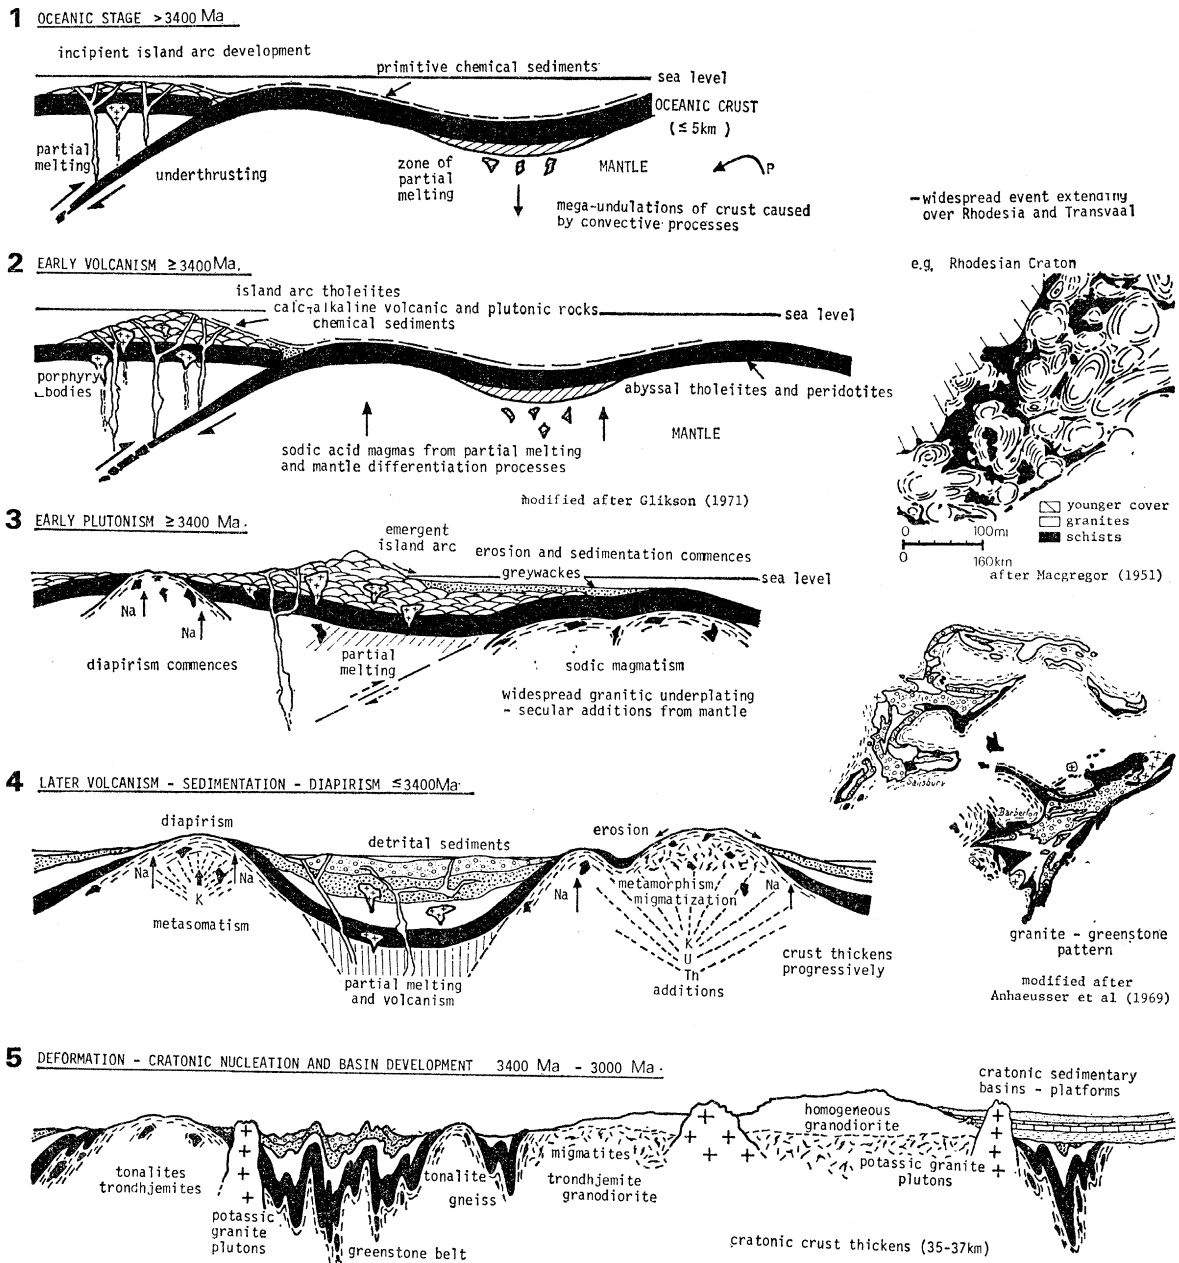 1 OCEANIC STAGE >3400 Ma
incipient island arc development
primitive chemical sediments
sea level
OCEANIC CRUST
(≤5km)
partial
melting
underthrusting
zone of
partial
melting
MANTLE
P
mega-undulations of crust caused
by convective processes
-widespread event extending
over Rhodesia and Transvaal
2 EARLY VOLCANISM ≥3400Ma.
island arc tholeiites
calc-alkaline volcanic and plutonic rocks
chemical sediments
sea level
porphyry
bodies
abyssal tholeiites and peridotites
MANTLE
sodic acid magmas from partial melting
and mantle differentiation processes
modified after Glikson (1971)
e.g. Rhodesian Craton
younger cover
granites
schists
0 100mi
0 160km
after Macgregor (1951)
3 EARLY PLUTONISM ≥3400 Ma.
emergent
island arc
erosion and sedimentation commences
greywackes
sea level
Na
Na
diapirism commences
partial
melting
sodic magmatism
widespread granitic underplating
- secular additions from mantle
4 LATER VOLCANISM - SEDIMENTATION - DIAPIRISM ≤3400Ma
diapirism
detrital sediments
erosion
Na
Na
K
metasomatism
Na
metamorphism
migmatization
Na
K
U
Th
additions
partial melting
and volcanism
crust thickens
progressively
Salisbury
Barberton
granite - greenstone
pattern
modified after
Anhaeusser et al (1969)
5 DEFORMATION - CRATONIC NUCLEATION AND BASIN DEVELOPMENT 3400 Ma - 3000 Ma.
cratonic sedimentary
basins - platforms
homogeneous
granodiorite
tonalites
trondhjemites
potassic
granite
plutons
greenstone belt
tonalite
gneiss
migmatites
trondhjemite
granodiorite
potassic granite
plutons
cratonic crust thickens (35-37km)